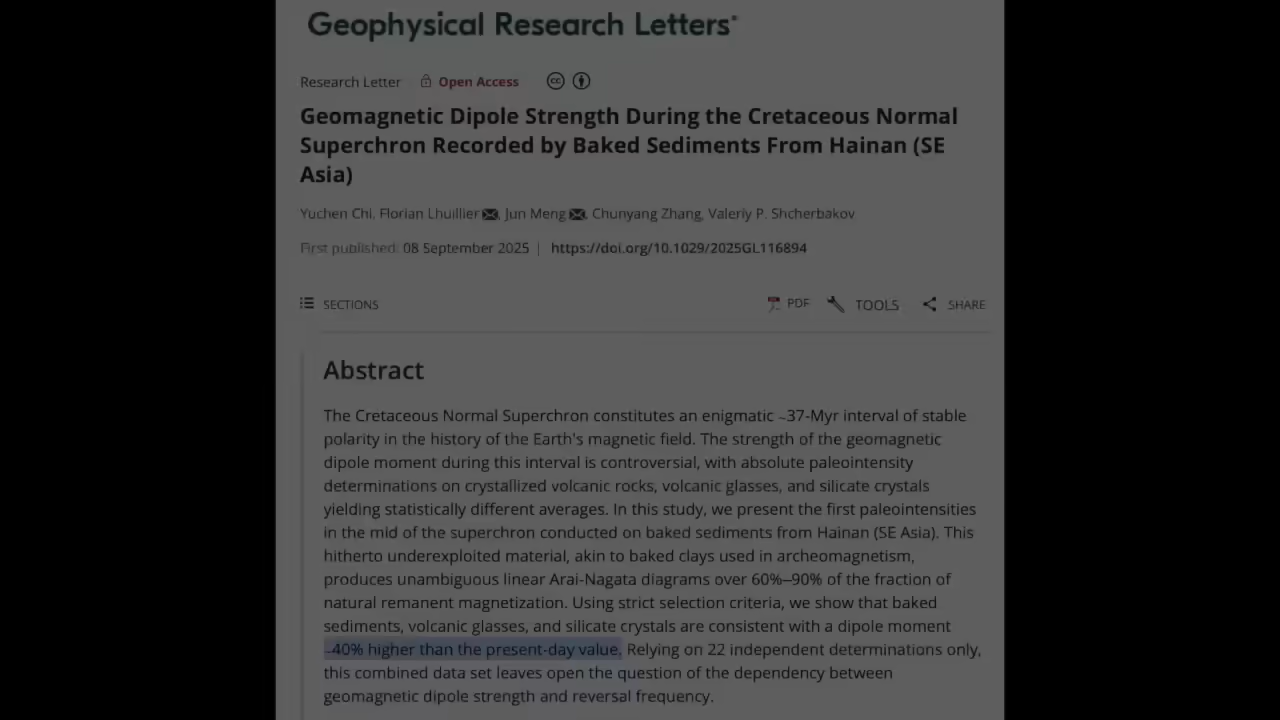 Geophysical Research Letters®
Research Letter Open Access
Geomagnetic Dipole Strength During the Cretaceous Normal
Superchron Recorded by Baked Sediments From Hainan (SE
Asia)
Yuchen Chi, Florian Lhuillier, Jun Meng, Chunyang Zhang, Valeriy P. Shcherbakov
First published: 08 September 2025 | https://doi.org/10.1029/2025GL116894
SECTIONS PDF TOOLS SHARE
Abstract
The Cretaceous Normal Superchron constitutes an enigmatic ~37-Myr interval of stable
polarity in the history of the Earth's magnetic field. The strength of the geomagnetic
dipole moment during this interval is controversial, with absolute paleointensity
determinations on crystallized volcanic rocks, volcanic glasses, and silicate crystals
yielding statistically different averages. In this study, we present the first paleointensities
in the mid of the superchron conducted on baked sediments from Hainan (SE Asia). This
hitherto underexploited material, akin to baked clays used in archeomagnetism,
produces unambiguous linear Arai-Nagata diagrams over 60%–90% of the fraction of
natural remanent magnetization. Using strict selection criteria, we show that baked
sediments, volcanic glasses, and silicate crystals are consistent with a dipole moment
~40% higher than the present-day value. Relying on 22 independent determinations only,
this combined data set leaves open the question of the dependency between
geomagnetic dipole strength and reversal frequency.